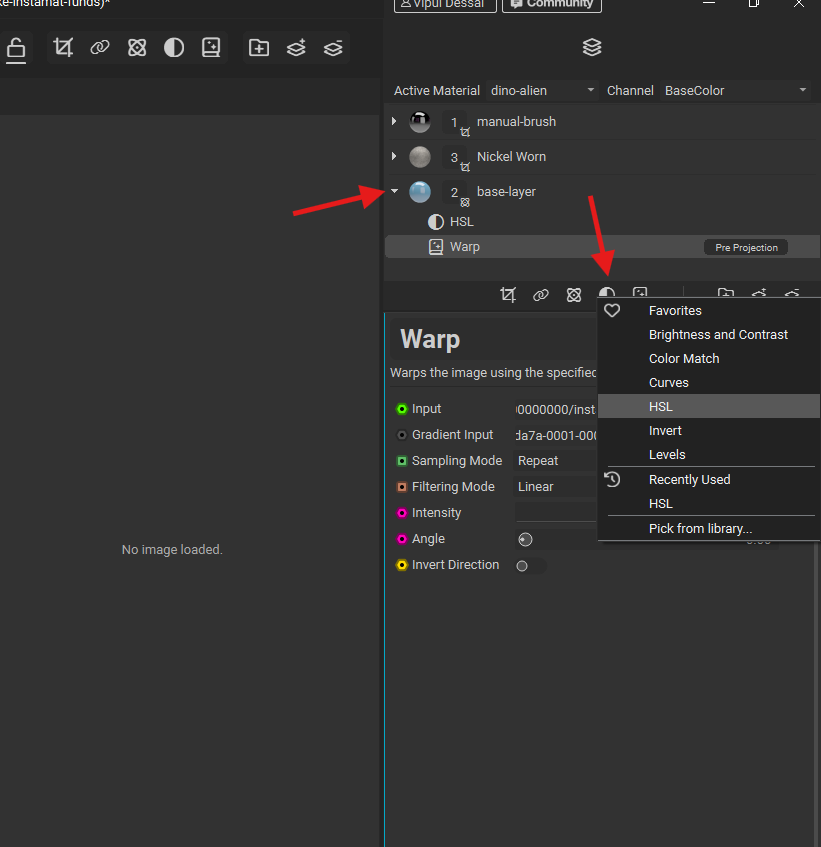 ke-instamat-funds)*
Vipul Dessai
Community
Active Material dino-alien Channel BaseColor
1 manual-brush
3 Nickel Worn
2 base-layer
HSL
Warp Pre Projection
Favorites
Brightness and Contrast
Color Match
Curves
HSL
Invert
Levels
Recently Used
HSL
Pick from library...
Warp
Warps the image using the specified
Input 00000000/inst
Gradient Input da7a-0001-000
Sampling Mode Repeat
Filtering Mode Linear
Intensity
Angle
Invert Direction
No image loaded.